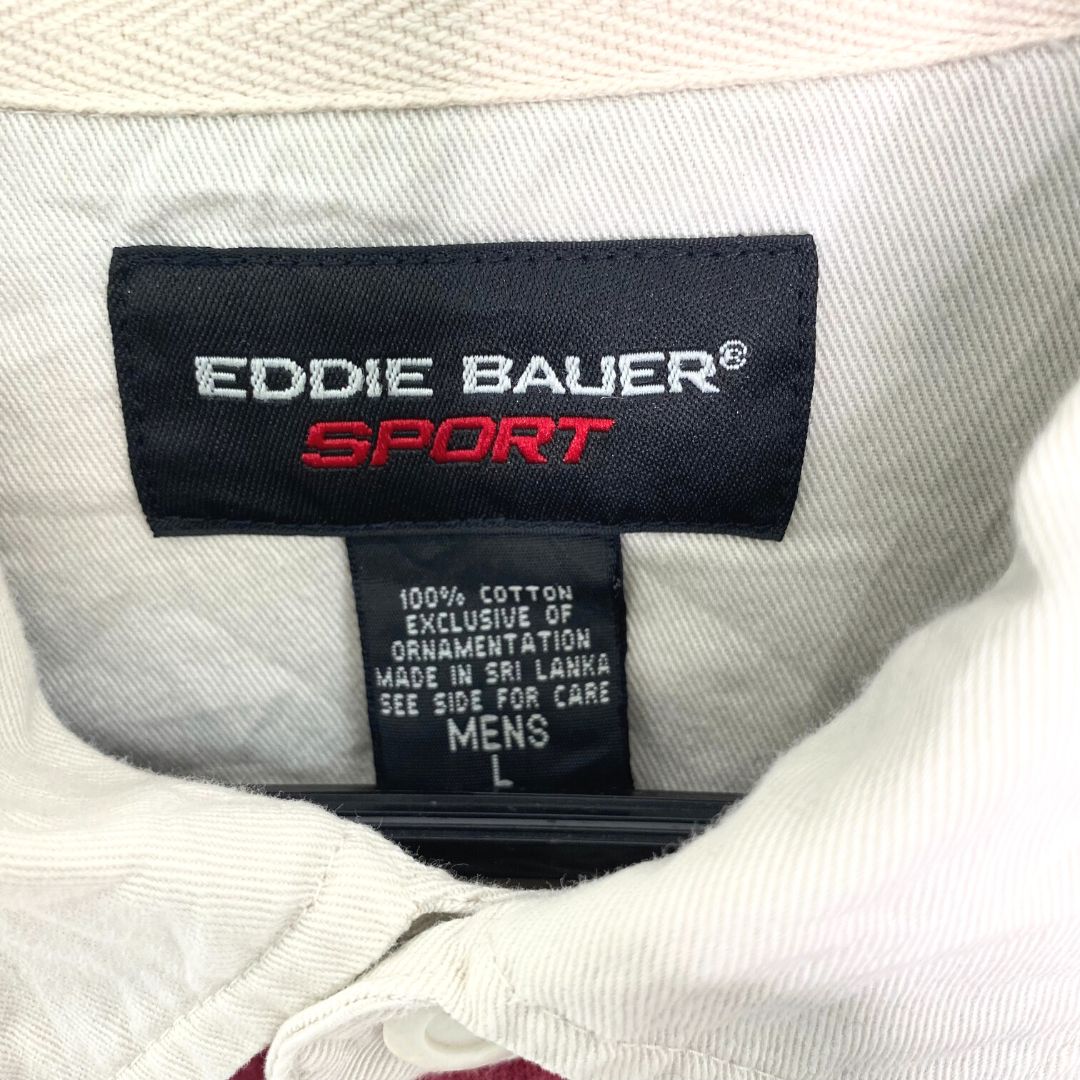 EDDIE BAUER®
SPORT
100% COTTON
EXCLUSIVE OF
ORNAMENTATION
MADE IN SRI LANKA
SEE SIDE FOR CARE
MENS
L